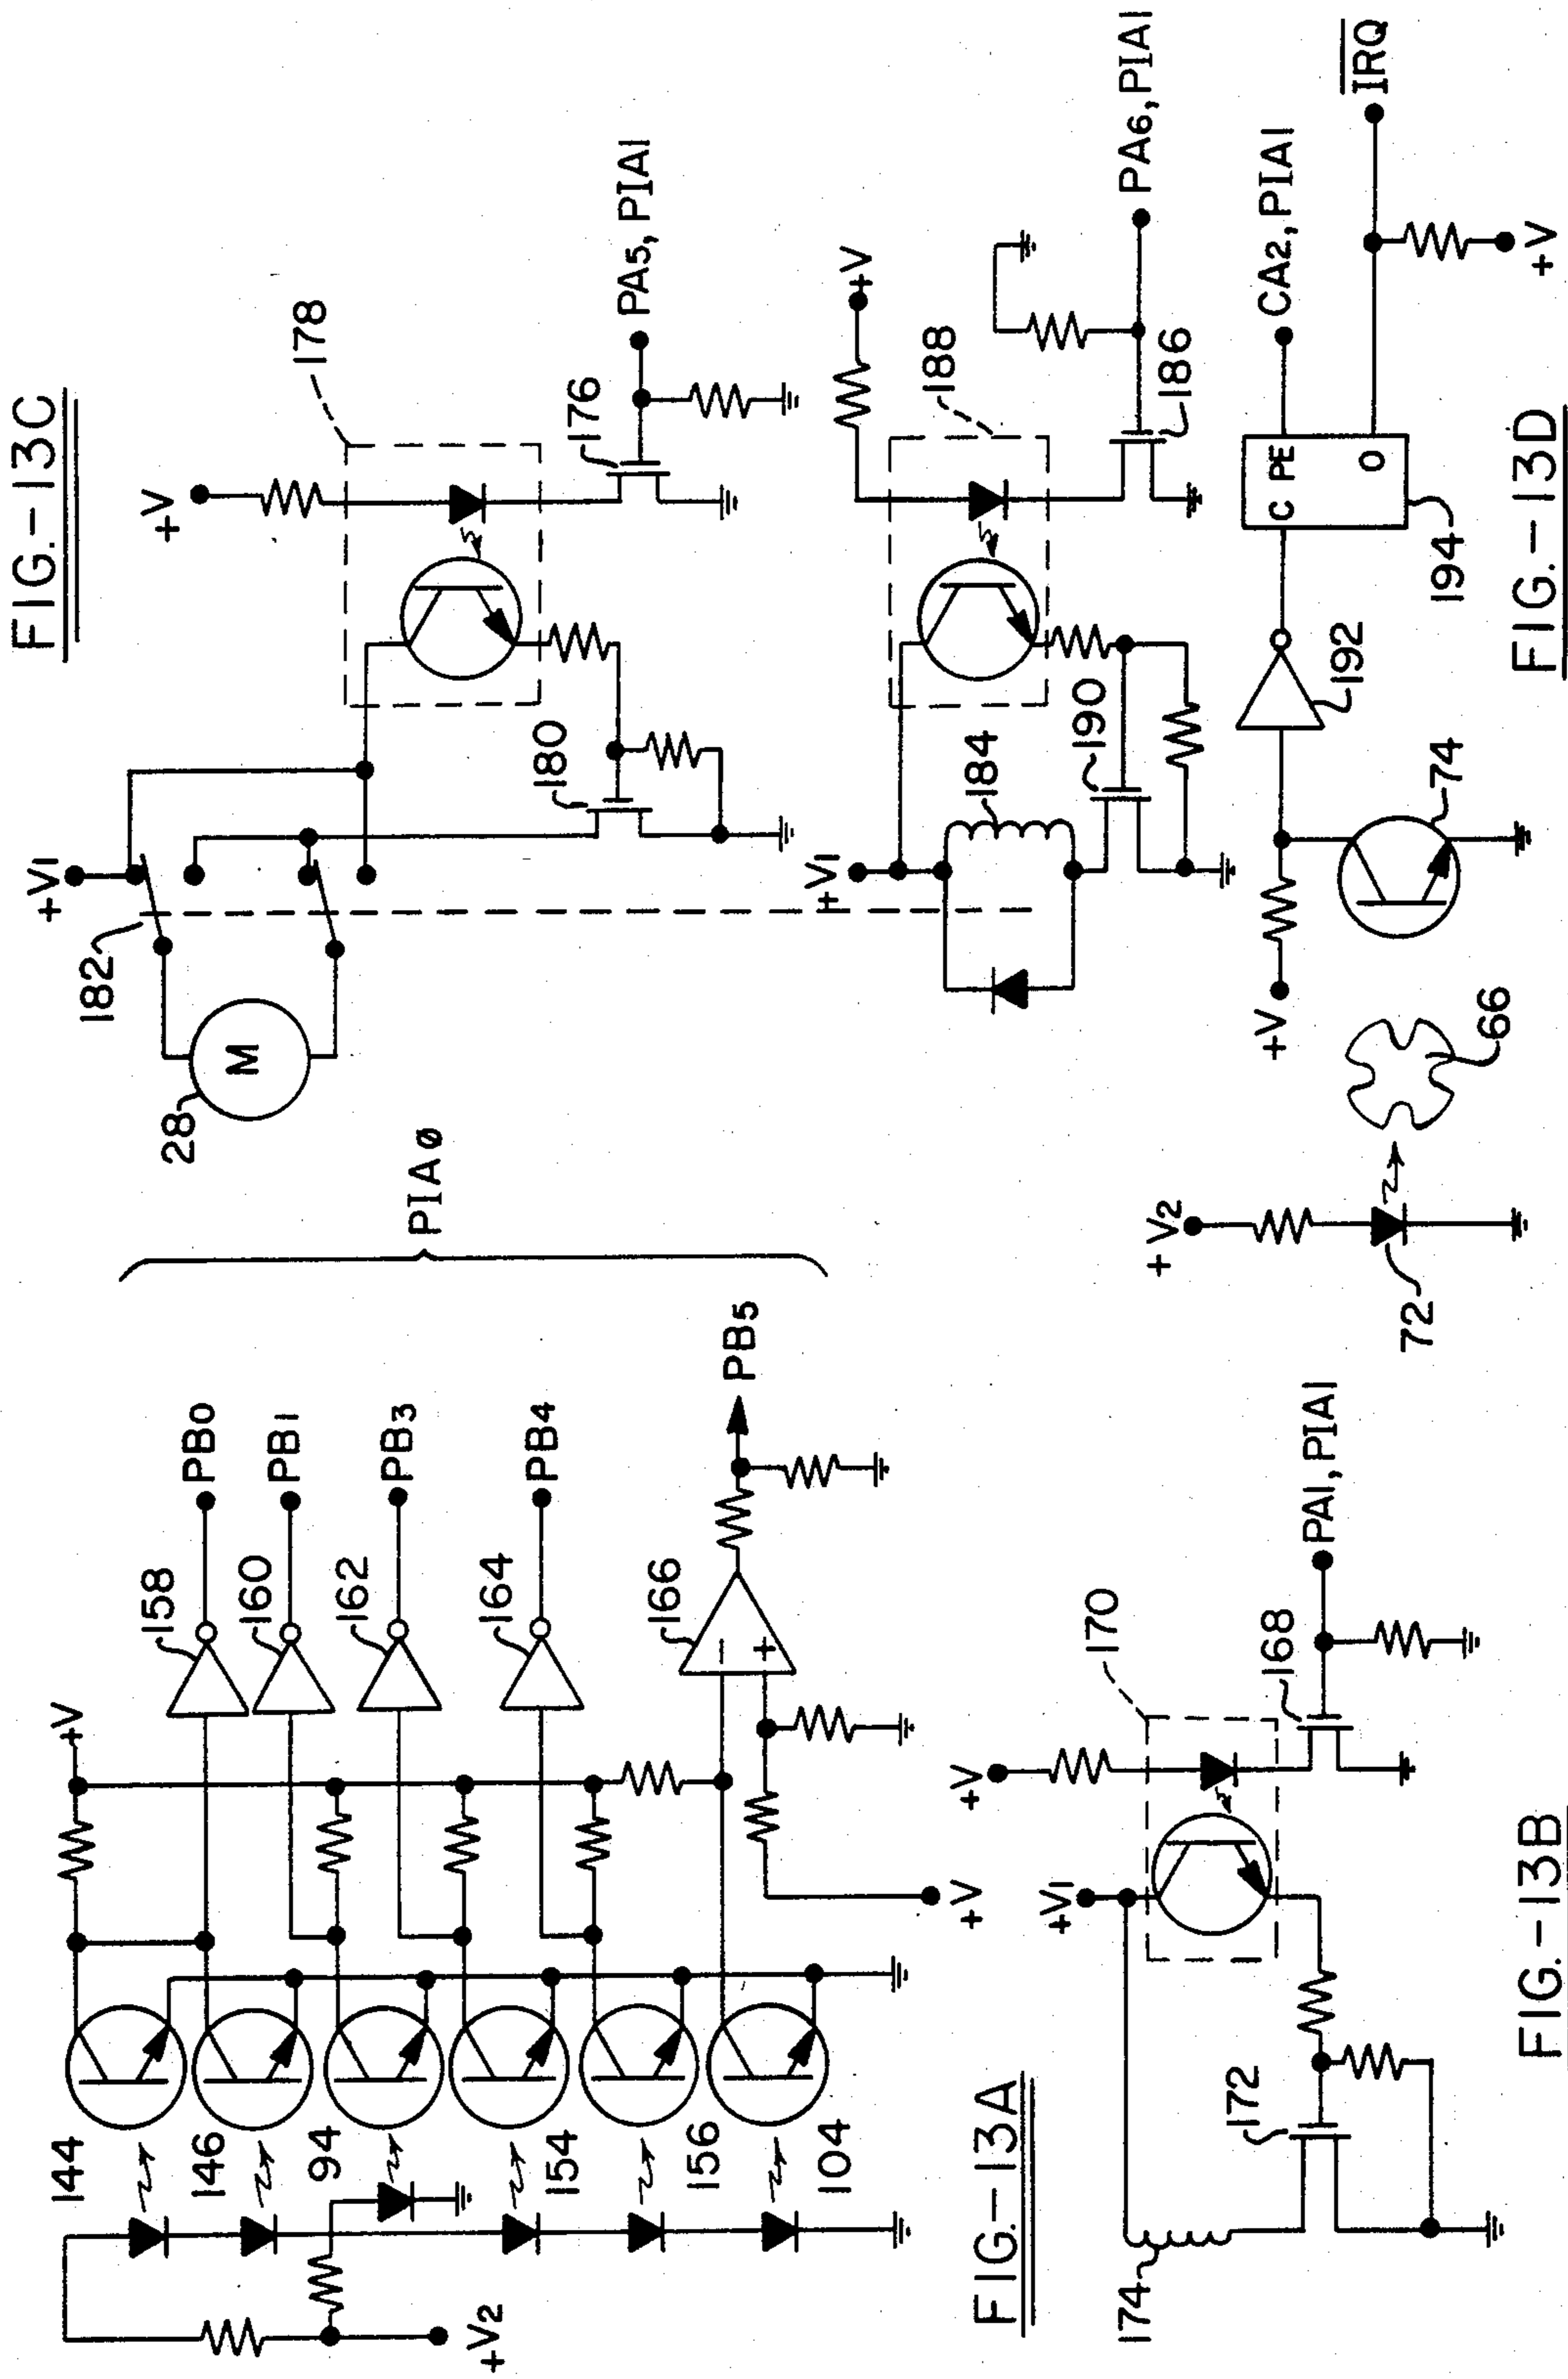 FIG.-13A
+V
144
146
94
154
156
104
158
160
162
164
166
PB0
PB1
PB3
PB4
PB5
PIAØ
−
+
+V2
+V
FIG.-13B
+V1
+V
170
168
PA1, PIA1
172
174
FIG.-13C
+V1
182
28
M
+V
178
176
PA5, PIA1
180
+V1
184
190
188
+V
186
PA6, PIA1
FIG.-13D
+V2
72
66
+V
74
192
C PE
O
194
CA2, PIA1
IRQ
+V